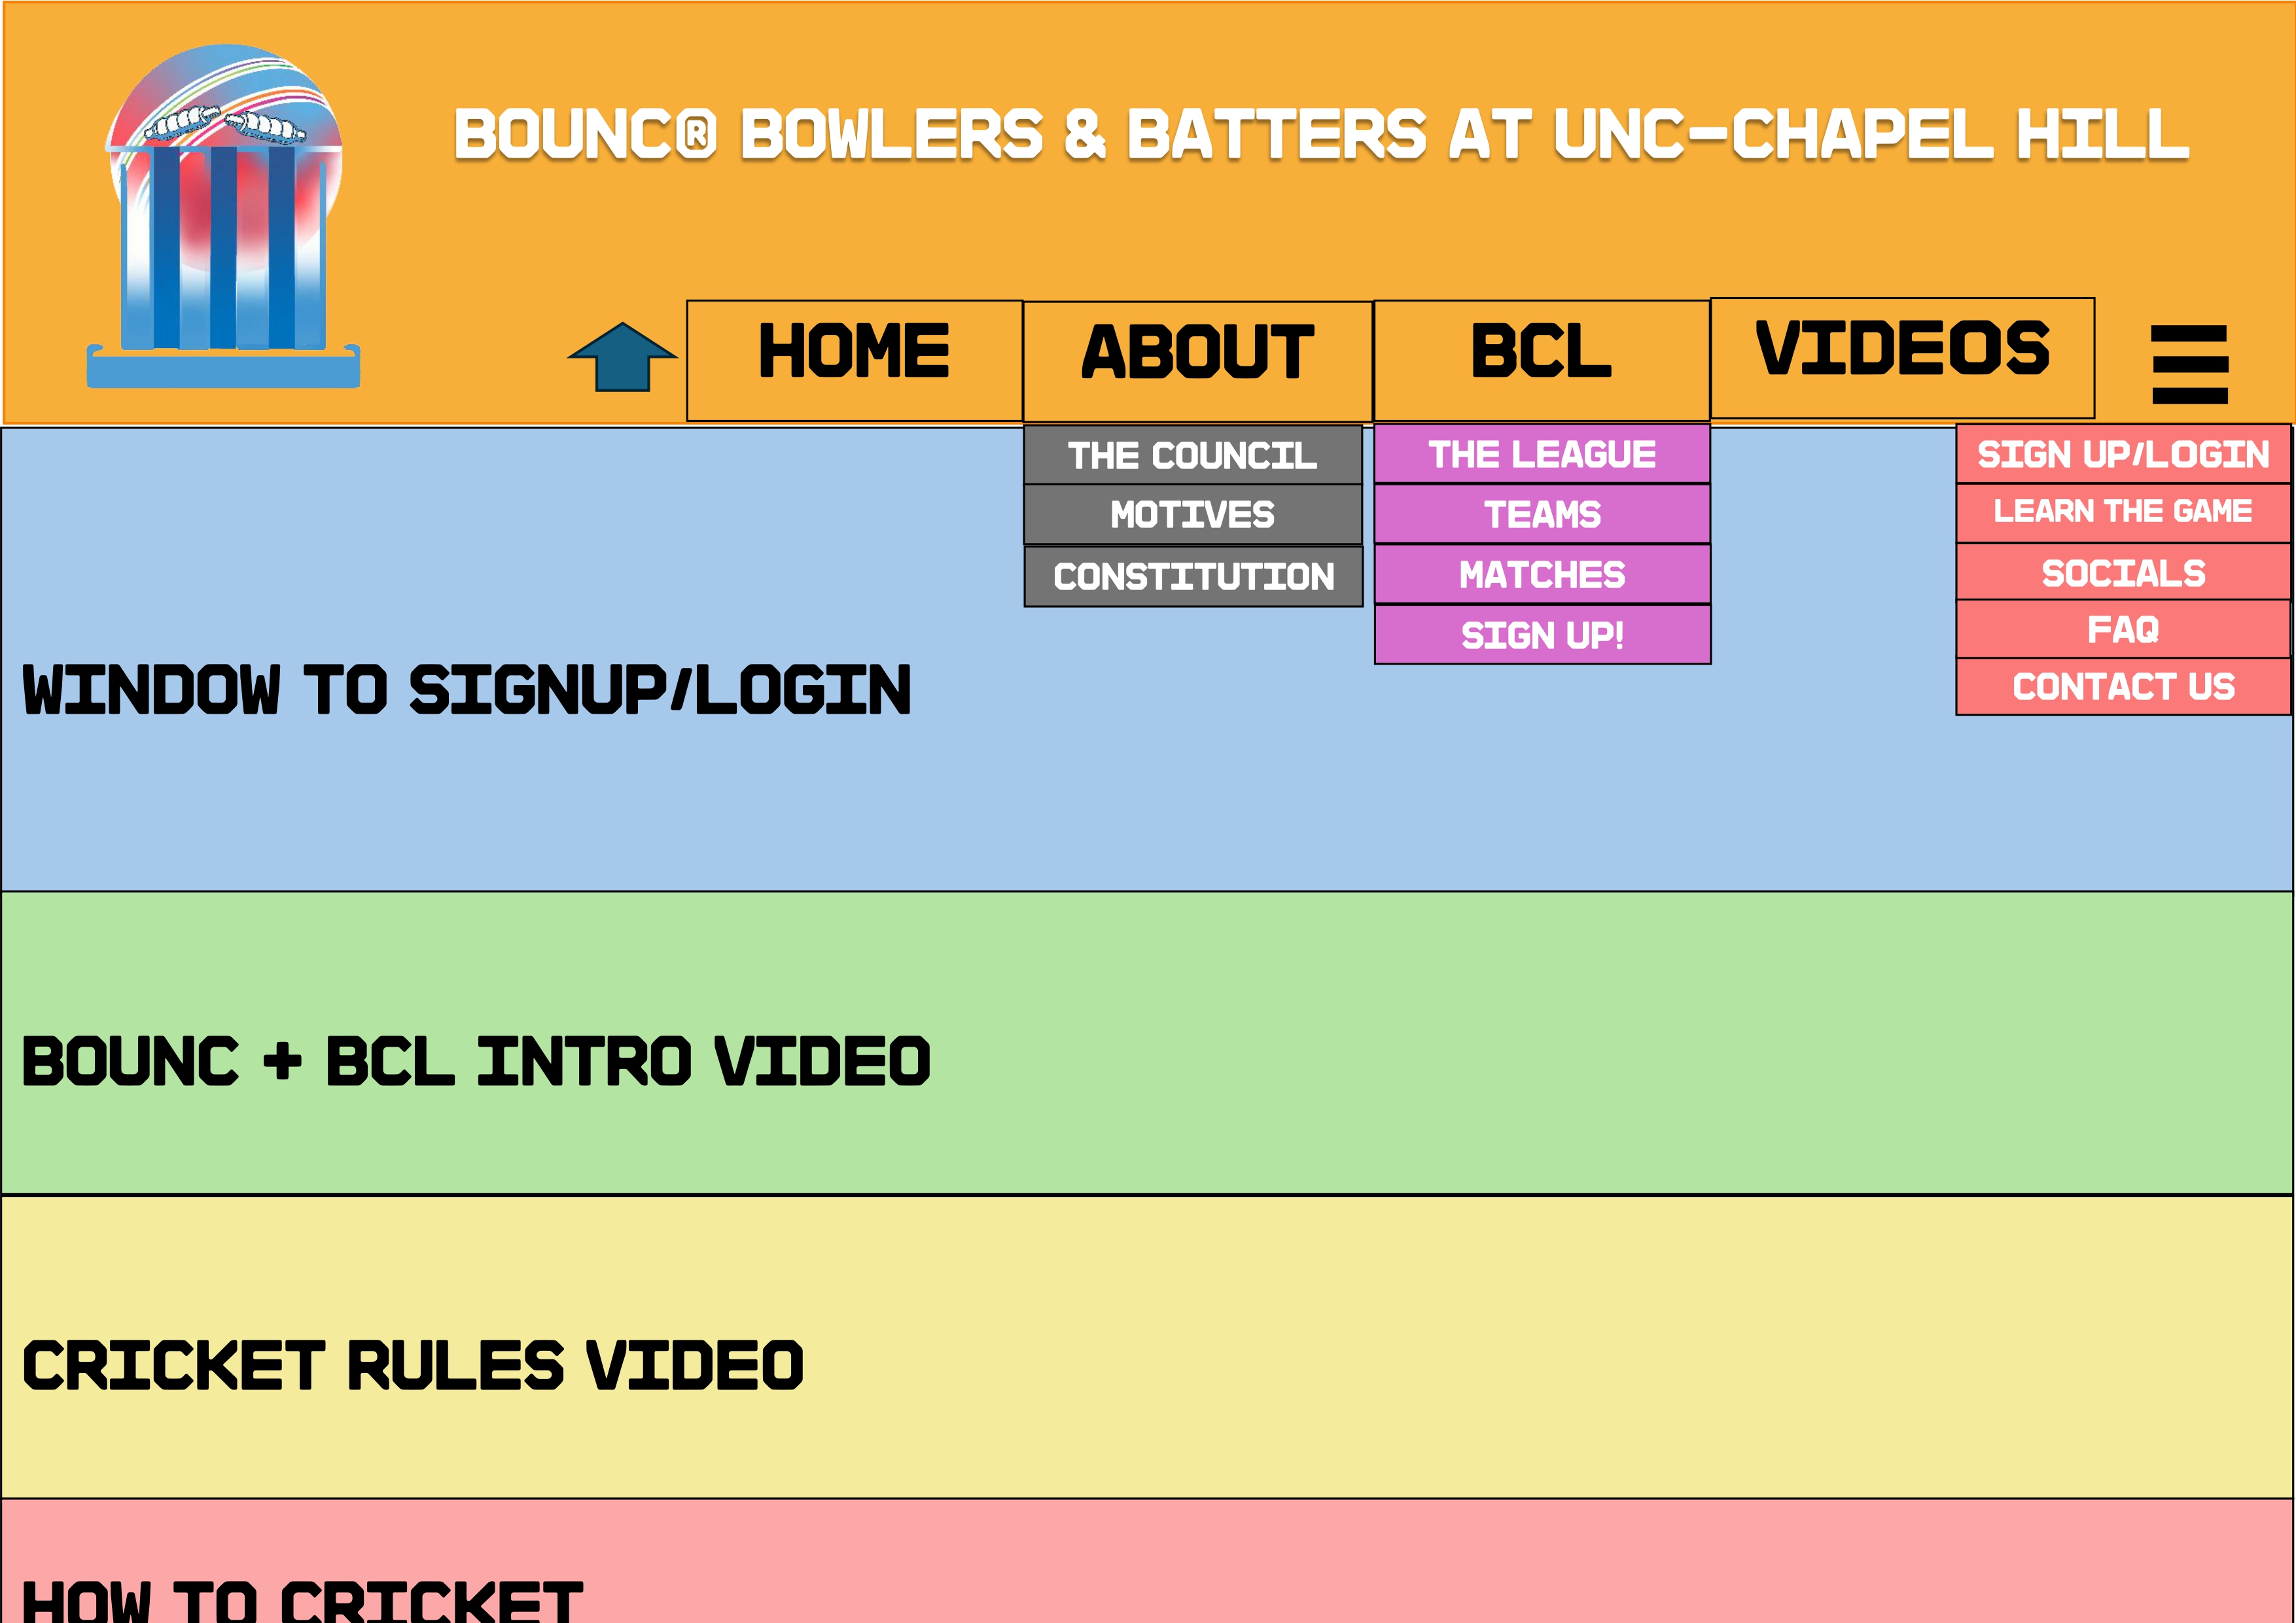 BOUNC® BOWLERS & BATTERS AT UNC-CHAPEL HILL
HOME
ABOUT
BCL
VIDEOS
THE COUNCIL
MOTIVES
CONSTITUTION
THE LEAGUE
TEAMS
MATCHES
SIGN UP!
SIGN UP/LOGIN
LEARN THE GAME
SOCIALS
FAQ
CONTACT US
WINDOW TO SIGNUP/LOGIN
BOUNC + BCL INTRO VIDEO
CRICKET RULES VIDEO
HOW TO CRICKET